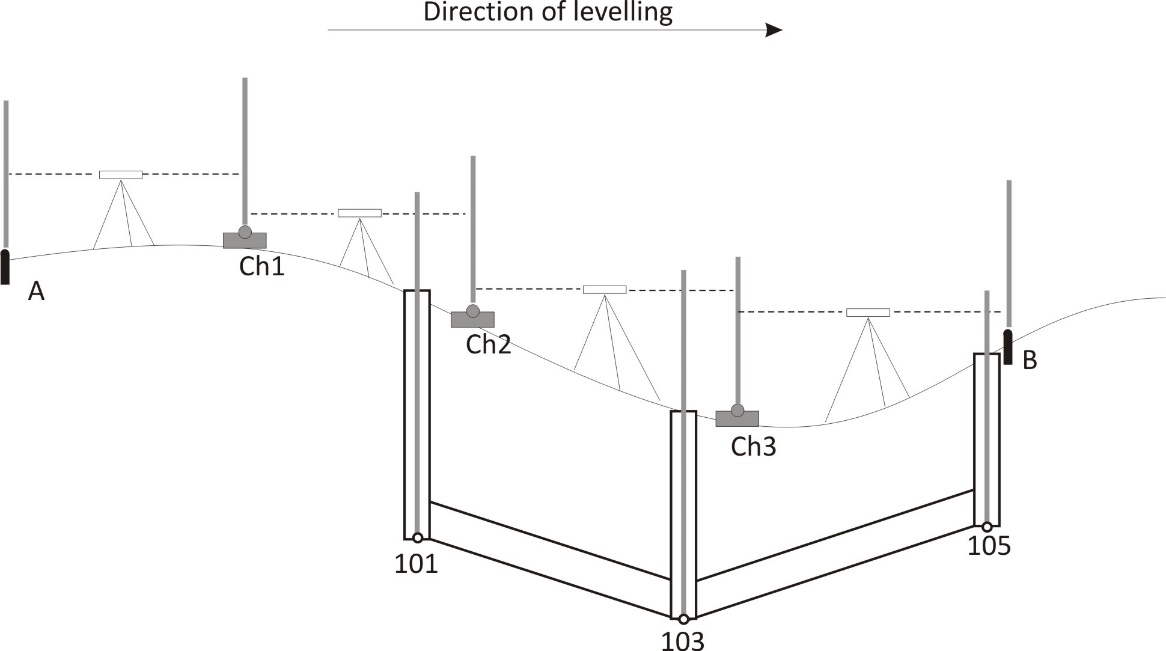 Direction of levelling
A
Ch1
Ch2
B
Ch3
101
105
103